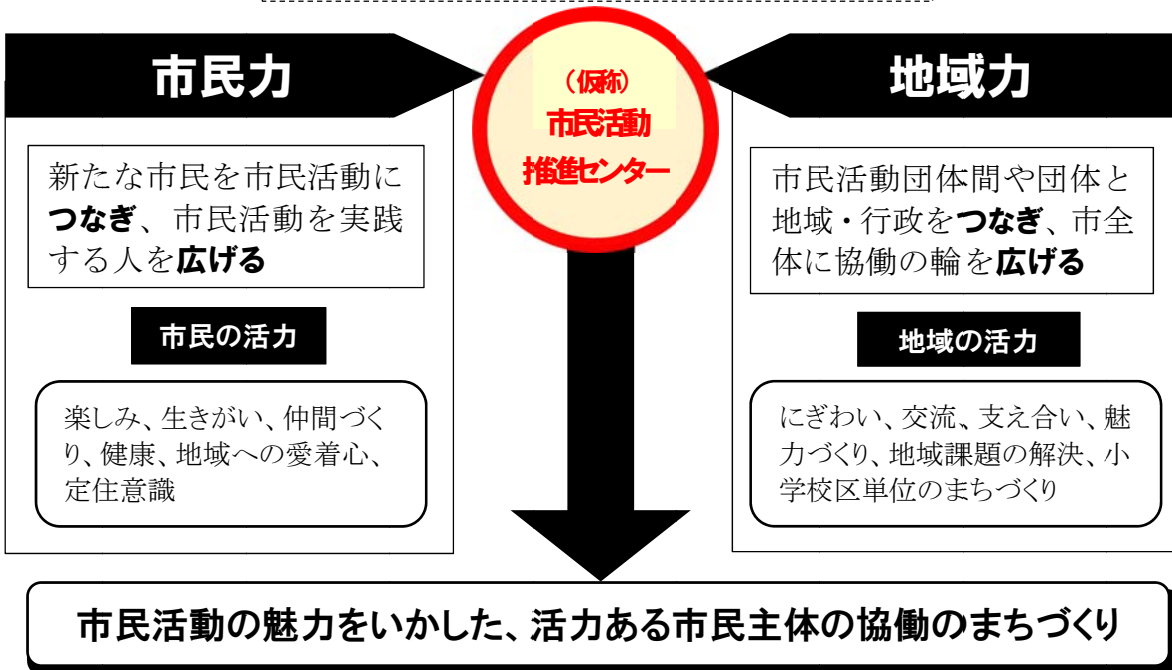 市民力
新たな市民を市民活動に
つなぎ、市民活動を実践
する人を広げる
市民の活力
楽しみ、生きがい、仲間づく
り、健康、地域への愛着心、
定住意識
（仮称）
市民活動
推進センター
地域力
市民活動団体間や団体と
地域・行政をつなぎ、市全
体に協働の輪を広げる
地域の活力
にぎわい、交流、支え合い、魅
力づくり、地域課題の解決、小
学校区単位のまちづくり
市民活動の魅力をいかした、活力ある市民主体の協働のまちづくり